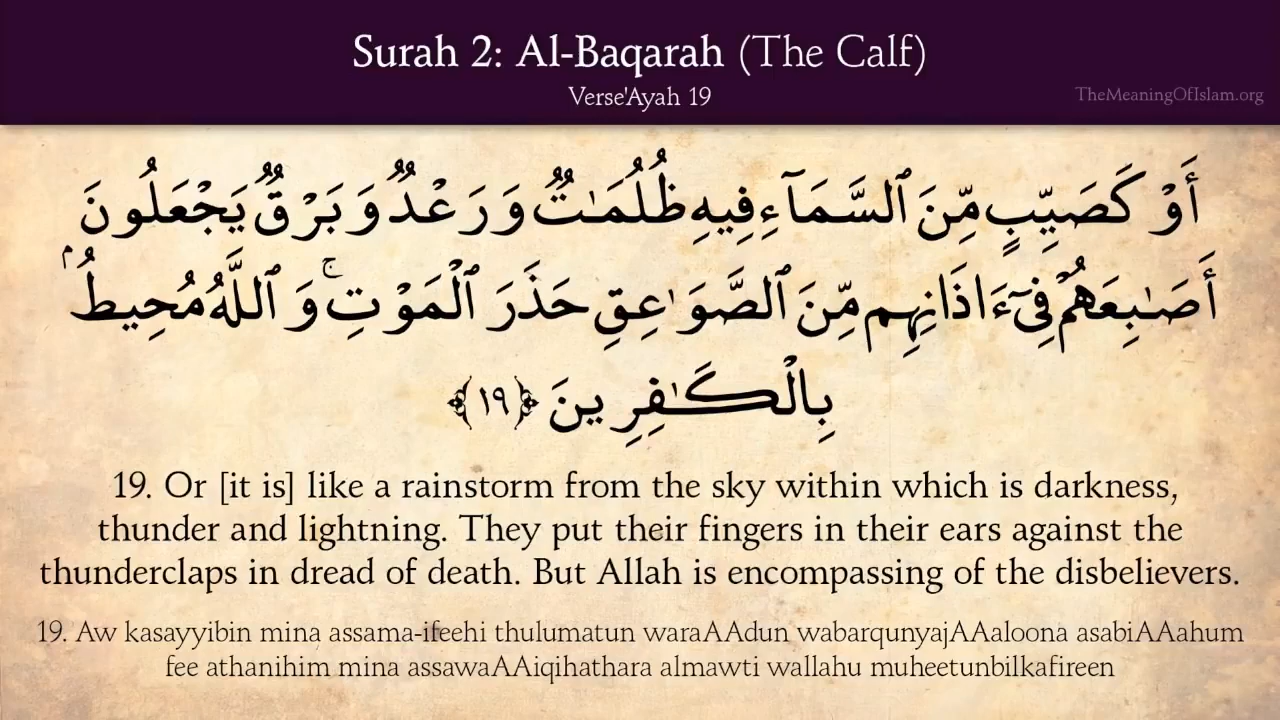 Surah 2: Al-Baqarah (The Calf)
Verse'Ayah 19
TheMeaningOfIslam.org
أَوْ كَصَيِّبٍ مِّنَ ٱلسَّمَآءِ فِيهِ ظُلُمَـٰتٌ وَرَعْدٌ وَبَرْقٌ يَجْعَلُونَ
أَصَـٰبِعَهُمْ فِىٓ ءَاذَانِهِم مِّنَ ٱلصَّوَٰعِقِ حَذَرَ ٱلْمَوْتِ ۚ وَٱللَّهُ مُحِيطٌۢ
بِالْكَـٰفِرِينَ ﴿١٩﴾
19. Or [it is] like a rainstorm from the sky within which is darkness,
thunder and lightning. They put their fingers in their ears against the
thunderclaps in dread of death. But Allah is encompassing of the disbelievers.
19. Aw kasayyibin mina assama-ifeehi thulumatun waraAAdun wabarqunyajAAaloona asabiAAahum
fee athanihim mina assawaAAiqihathara almawti wallahu muheetunbilkafireen